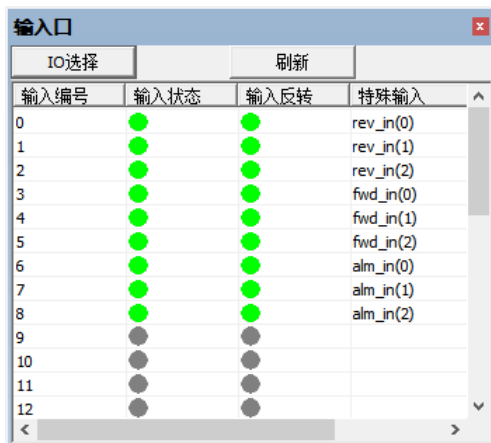 输入口
IO选择 刷新
输入编号 输入状态 输入反转 特殊输入
0 rev_in(0)
1 rev_in(1)
2 rev_in(2)
3 fwd_in(0)
4 fwd_in(1)
5 fwd_in(2)
6 alm_in(0)
7 alm_in(1)
8 alm_in(2)
9
10
11
12